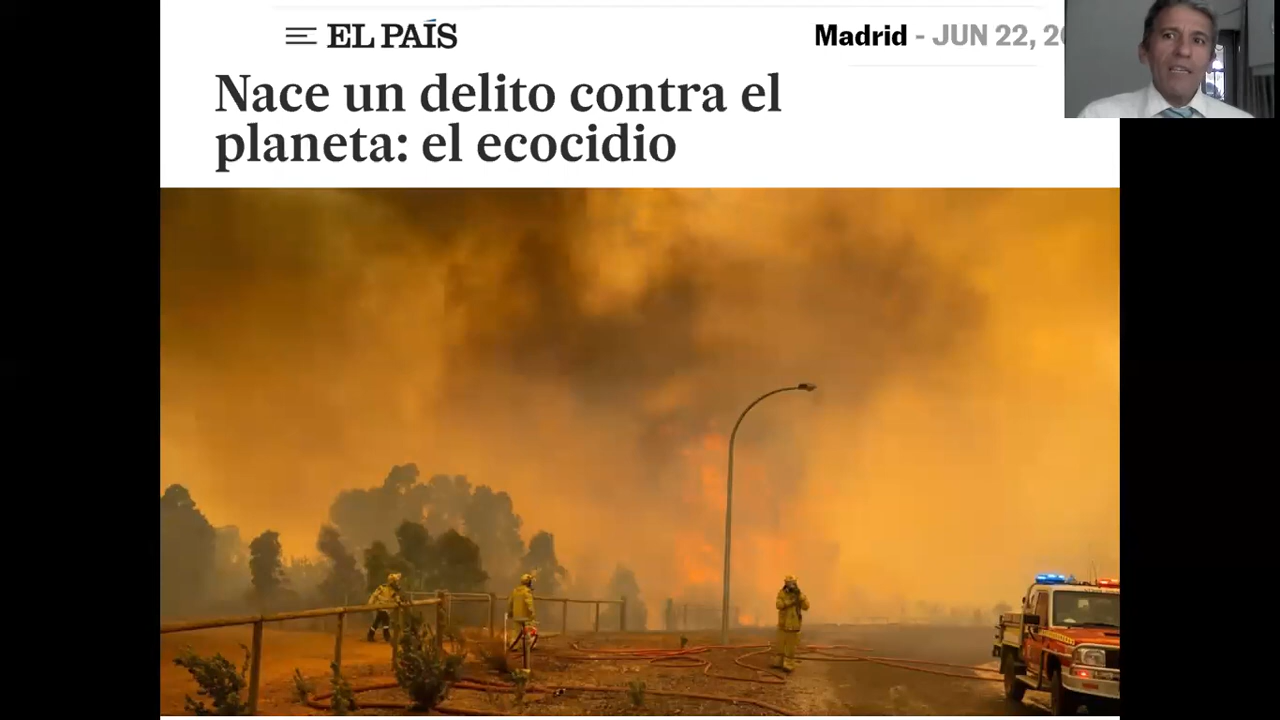 EL PAÍS
Madrid - JUN 22,
Nace un delito contra el
planeta: el ecocidio